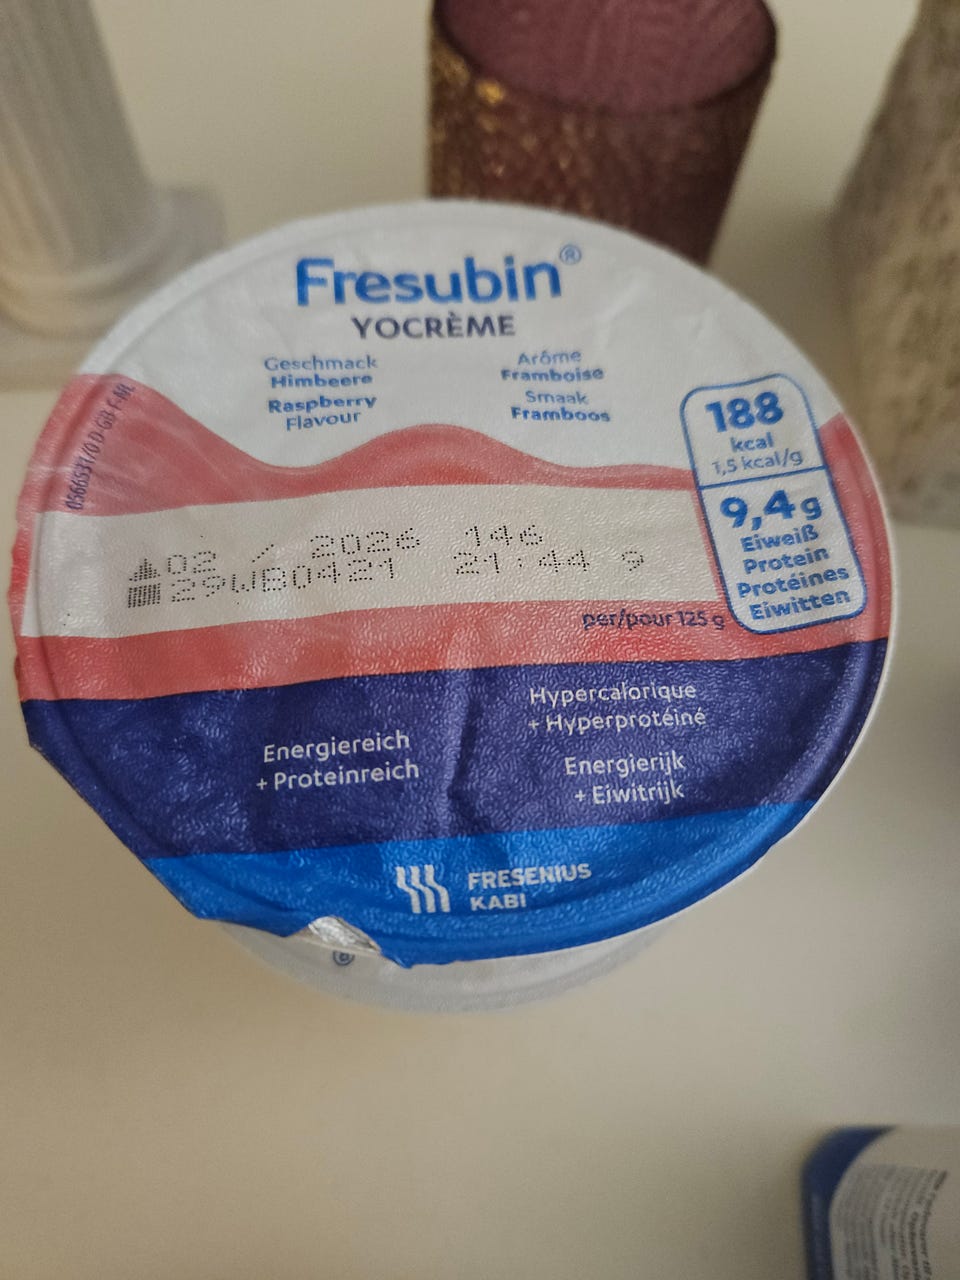 Fresubin®
YOCRÈME
Geschmack
Himbeere
Raspberry
Flavour
Arôme
Framboise
Smaak
Framboos
188
kcal
1,5 kcal/g
9,4 g
Eiweiß
Protein
Protéines
Eiwitten
02 / 2026 146
29WB0421 21:44 9
per/pour 125 g
Energiereich
+ Proteinreich
Hypercalorique
+ Hyperprotéiné
Energierijk
+ Eiwitrijk
FRESENIUS
KABI
®